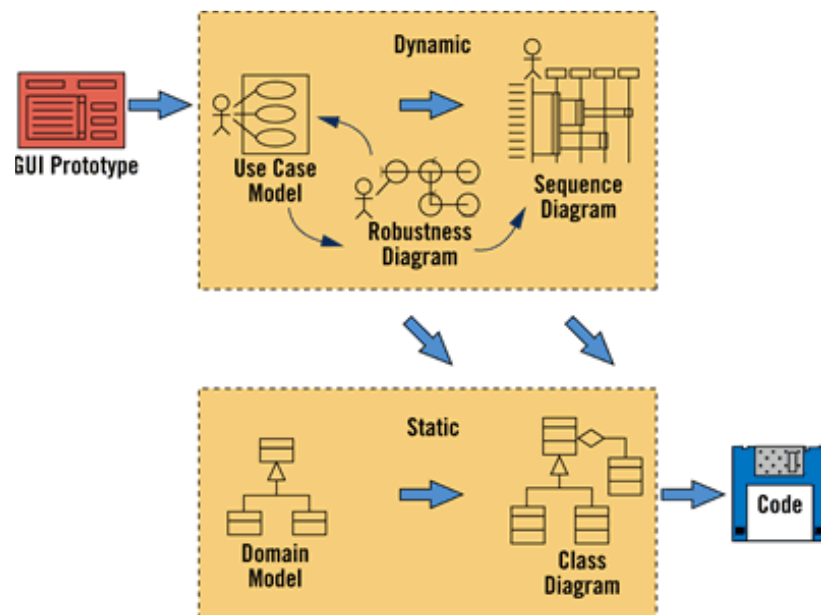 Dynamic
GUI Prototype
Use Case
Model
Robustness
Diagram
Sequence
Diagram
Static
Domain
Model
Class
Diagram
Code